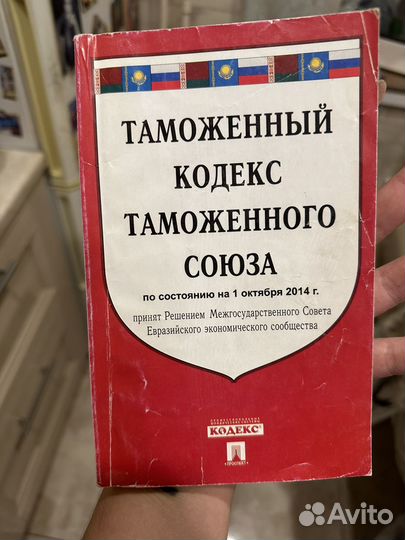 ТАМОЖЕННЫЙ
КОДЕКС
ТАМОЖЕННОГО
СОЮЗА
по состоянию на 1 октября 2014 г.
принят Решением Межгосударственного Совета
Евразийского экономического сообщества
КОДЕКС
ПРОСПЕКТ
Avito